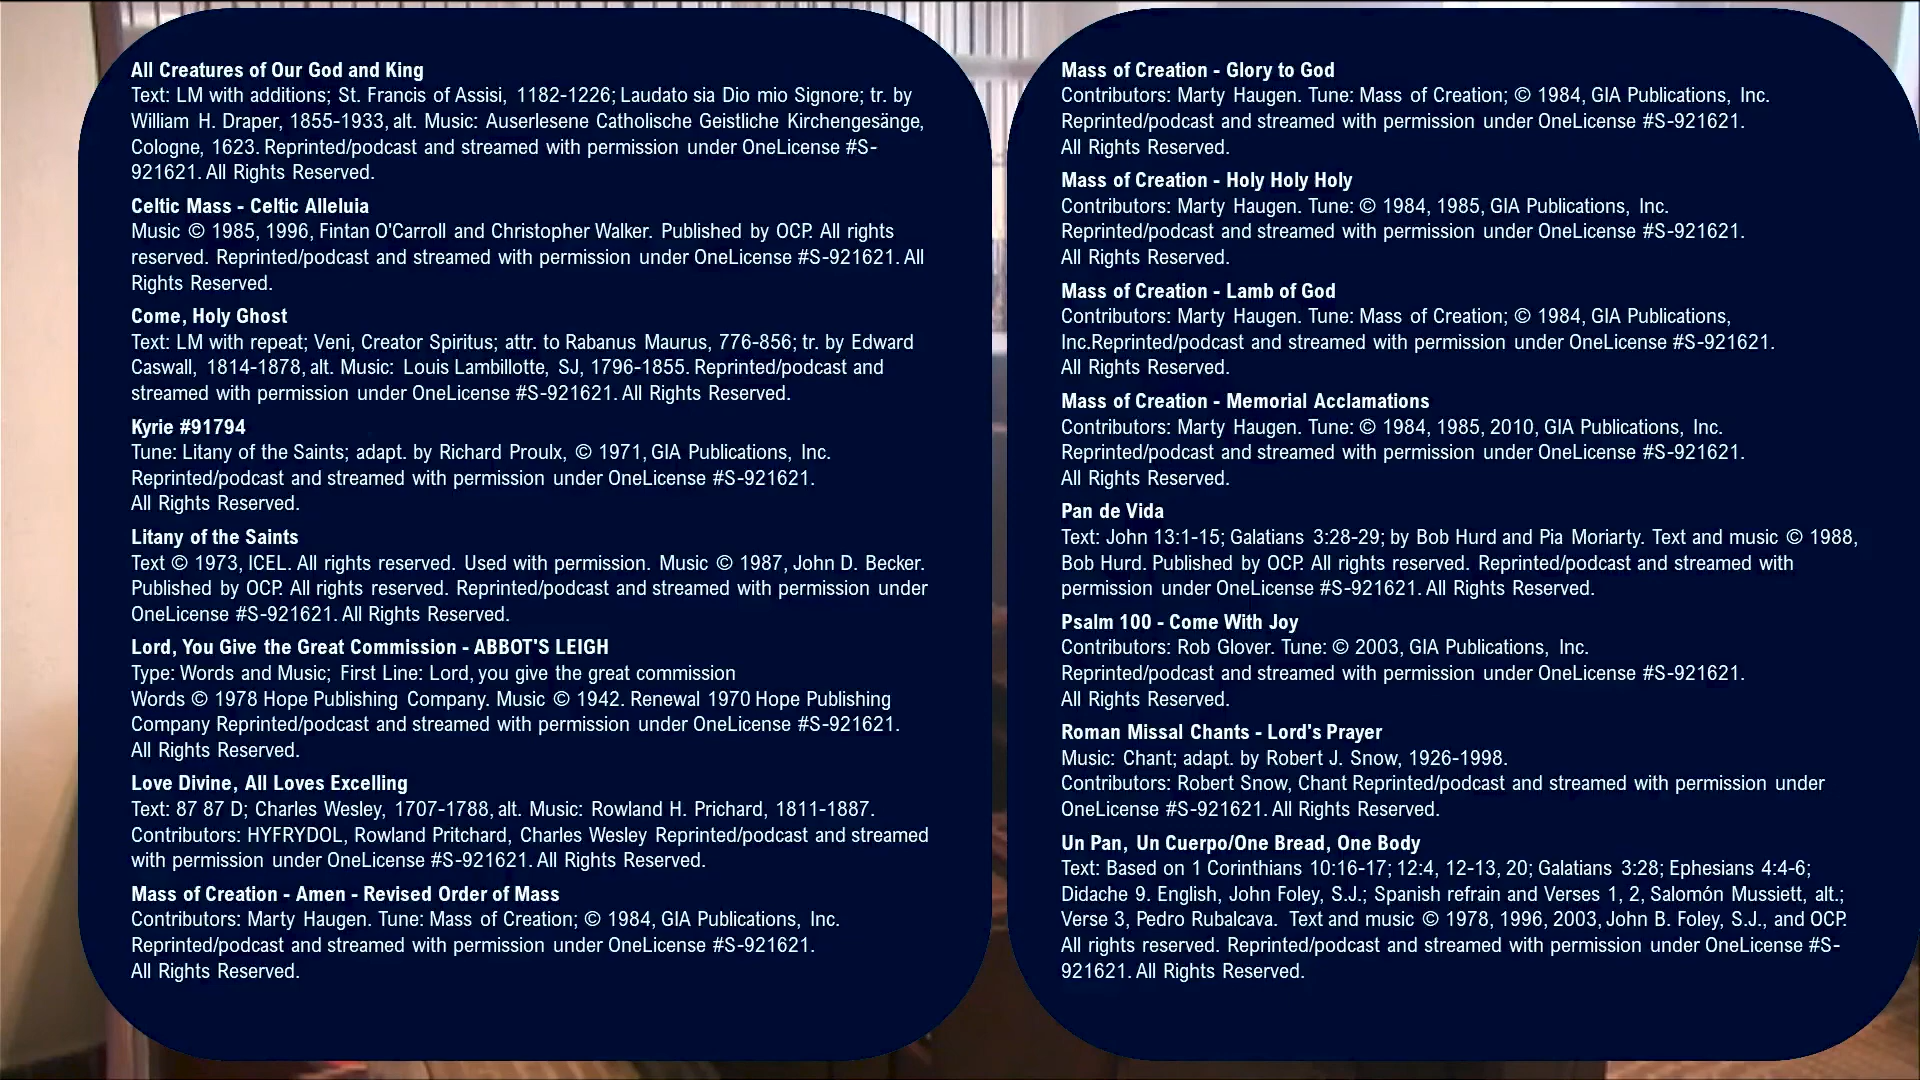 All Creatures of Our God and King
Text: LM with additions; St. Francis of Assisi, 1182-1226; Laudato sia Dio mio Signore; tr. by
William H. Draper, 1855-1933, alt. Music: Auserlesene Catholische Geistliche Kirchengesänge,
Cologne, 1623. Reprinted/podcast and streamed with permission under OneLicense #S-
921621. All Rights Reserved.
Celtic Mass - Celtic Alleluia
Music © 1985, 1996, Fintan O'Carroll and Christopher Walker. Published by OCP. All rights
reserved. Reprinted/podcast and streamed with permission under OneLicense #S-921621. All
Rights Reserved.
Come, Holy Ghost
Text: LM with repeat; Veni, Creator Spiritus; attr. to Rabanus Maurus, 776-856; tr. by Edward
Caswall, 1814-1878, alt. Music: Louis Lambillotte, SJ, 1796-1855. Reprinted/podcast and
streamed with permission under OneLicense #S-921621. All Rights Reserved.
Kyrie #91794
Tune: Litany of the Saints; adapt. by Richard Proulx, © 1971, GIA Publications, Inc.
Reprinted/podcast and streamed with permission under OneLicense #S-921621.
All Rights Reserved.
Litany of the Saints
Text © 1973, ICEL. All rights reserved. Used with permission. Music © 1987, John D. Becker.
Published by OCP. All rights reserved. Reprinted/podcast and streamed with permission under
OneLicense #S-921621. All Rights Reserved.
Lord, You Give the Great Commission - ABBOT'S LEIGH
Type: Words and Music; First Line: Lord, you give the great commission
Words © 1978 Hope Publishing Company. Music © 1942. Renewal 1970 Hope Publishing
Company Reprinted/podcast and streamed with permission under OneLicense #S-921621.
All Rights Reserved.
Love Divine, All Loves Excelling
Text: 87 87 D; Charles Wesley, 1707-1788, alt. Music: Rowland H. Prichard, 1811-1887.
Contributors: HYFRYDOL, Rowland Pritchard, Charles Wesley Reprinted/podcast and streamed
with permission under OneLicense #S-921621. All Rights Reserved.
Mass of Creation - Amen - Revised Order of Mass
Contributors: Marty Haugen. Tune: Mass of Creation; © 1984, GIA Publications, Inc.
Reprinted/podcast and streamed with permission under OneLicense #S-921621.
All Rights Reserved.
Mass of Creation - Glory to God
Contributors: Marty Haugen. Tune: Mass of Creation; © 1984, GIA Publications, Inc.
Reprinted/podcast and streamed with permission under OneLicense #S-921621.
All Rights Reserved.
Mass of Creation - Holy Holy Holy
Contributors: Marty Haugen. Tune: © 1984, 1985, GIA Publications, Inc.
Reprinted/podcast and streamed with permission under OneLicense #S-921621.
All Rights Reserved.
Mass of Creation - Lamb of God
Contributors: Marty Haugen. Tune: Mass of Creation; © 1984, GIA Publications,
Inc.Reprinted/podcast and streamed with permission under OneLicense #S-921621.
All Rights Reserved.
Mass of Creation - Memorial Acclamations
Contributors: Marty Haugen. Tune: © 1984, 1985, 2010, GIA Publications, Inc.
Reprinted/podcast and streamed with permission under OneLicense #S-921621.
All Rights Reserved.
Pan de Vida
Text: John 13:1-15; Galatians 3:28-29; by Bob Hurd and Pia Moriarty. Text and music © 1988,
Bob Hurd. Published by OCP. All rights reserved. Reprinted/podcast and streamed with
permission under OneLicense #S-921621. All Rights Reserved.
Psalm 100 - Come With Joy
Contributors: Rob Glover. Tune: © 2003, GIA Publications, Inc.
Reprinted/podcast and streamed with permission under OneLicense #S-921621.
All Rights Reserved.
Roman Missal Chants - Lord's Prayer
Music: Chant; adapt. by Robert J. Snow, 1926-1998.
Contributors: Robert Snow, Chant Reprinted/podcast and streamed with permission under
OneLicense #S-921621. All Rights Reserved.
Un Pan, Un Cuerpo/One Bread, One Body
Text: Based on 1 Corinthians 10:16-17; 12:4, 12-13, 20; Galatians 3:28; Ephesians 4:4-6;
Didache 9. English, John Foley, S.J.; Spanish refrain and Verses 1, 2, Salomón Mussiett, alt.;
Verse 3, Pedro Rubalcava. Text and music © 1978, 1996, 2003, John B. Foley, S.J., and OCP.
All rights reserved. Reprinted/podcast and streamed with permission under OneLicense #S-
921621. All Rights Reserved.